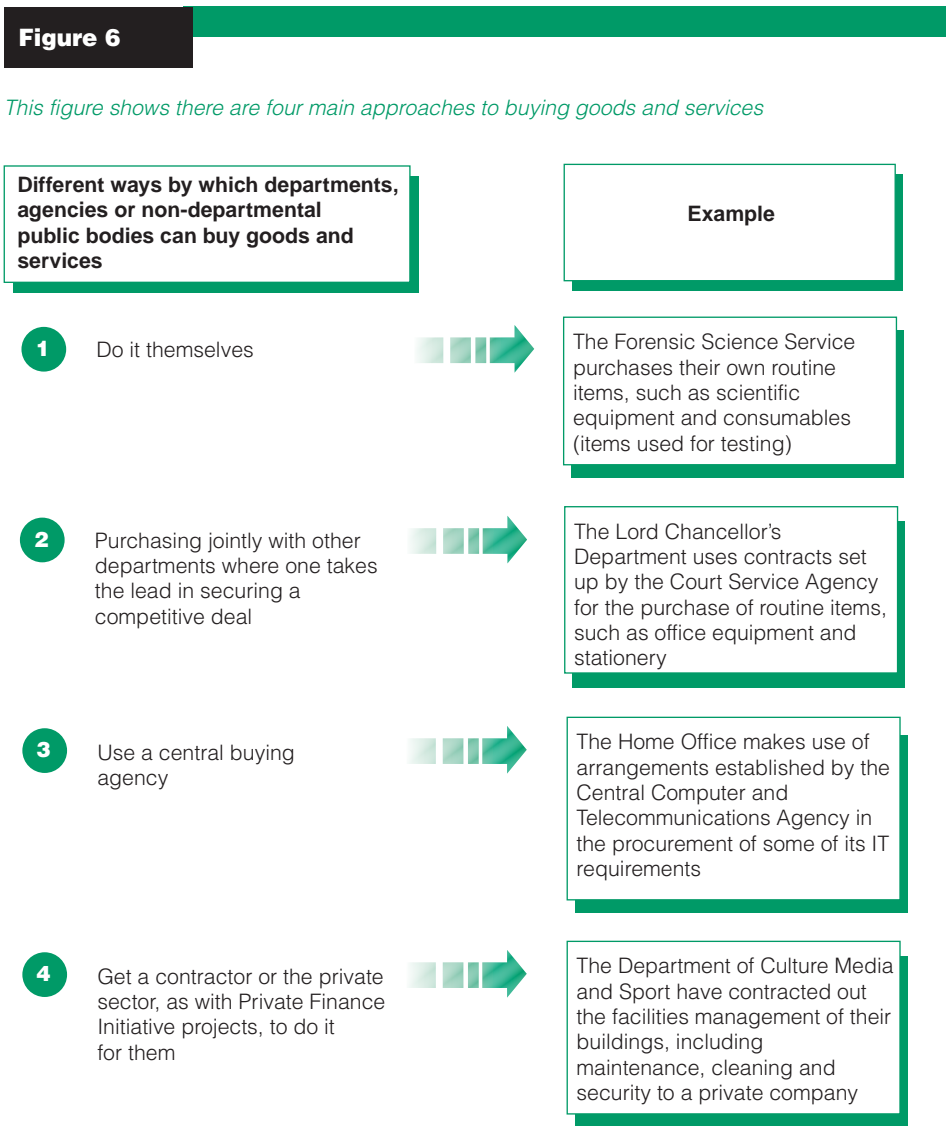 Figure 6
This figure shows there are four main approaches to buying goods and services
Different ways by which departments,
agencies or non-departmental
public bodies can buy goods and
services
Example
1
Do it themselves
The Forensic Science Service
purchases their own routine
items, such as scientific
equipment and consumables
(items used for testing)
2
Purchasing jointly with other
departments where one takes
the lead in securing a
competitive deal
The Lord Chancellor's
Department uses contracts set
up by the Court Service Agency
for the purchase of routine items,
such as office equipment and
stationery
3
Use a central buying
agency
The Home Office makes use of
arrangements established by the
Central Computer and
Telecommunications Agency in
the procurement of some of its IT
requirements
4
Get a contractor or the private
sector, as with Private Finance
Initiative projects, to do it
for them
The Department of Culture Media
and Sport have contracted out
the facilities management of their
buildings, including
maintenance, cleaning and
security to a private company